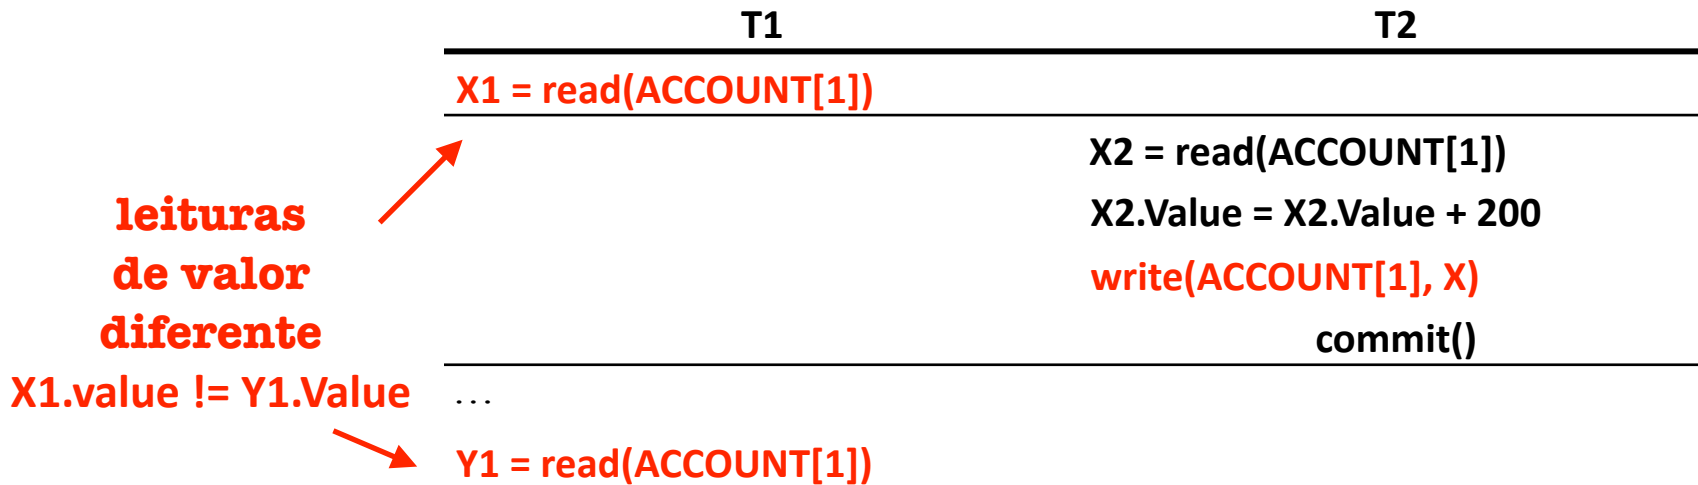 T1 T2
X1 = read(ACCOUNT[1])
X2 = read(ACCOUNT[1])
X2.Value = X2.Value + 200
write(ACCOUNT[1], X)
commit()
leituras
de valor
diferente
X1.value != Y1.Value
...
Y1 = read(ACCOUNT[1])